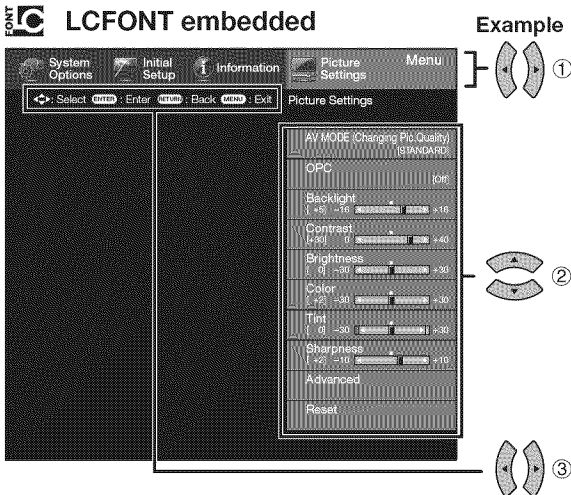 FONT LC LCFONT embedded
Example
System Options
Initial Setup
Information
Picture Settings
Menu
①
: Select ENTER : Enter RETURN : Back MENU : Exit
Picture Settings
AV MODE (Changing Pic.Quality)
[STANDARD]
OPC
[Off]
Backlight
[ +5] −16 +16
Contrast
[+30] 0 +40
Brightness
[ 0] −30 +30
②
Color
[ +2] −30 +30
Tint
[ 0] −30 +30
Sharpness
[ +2] −10 +10
Advanced
Reset
③